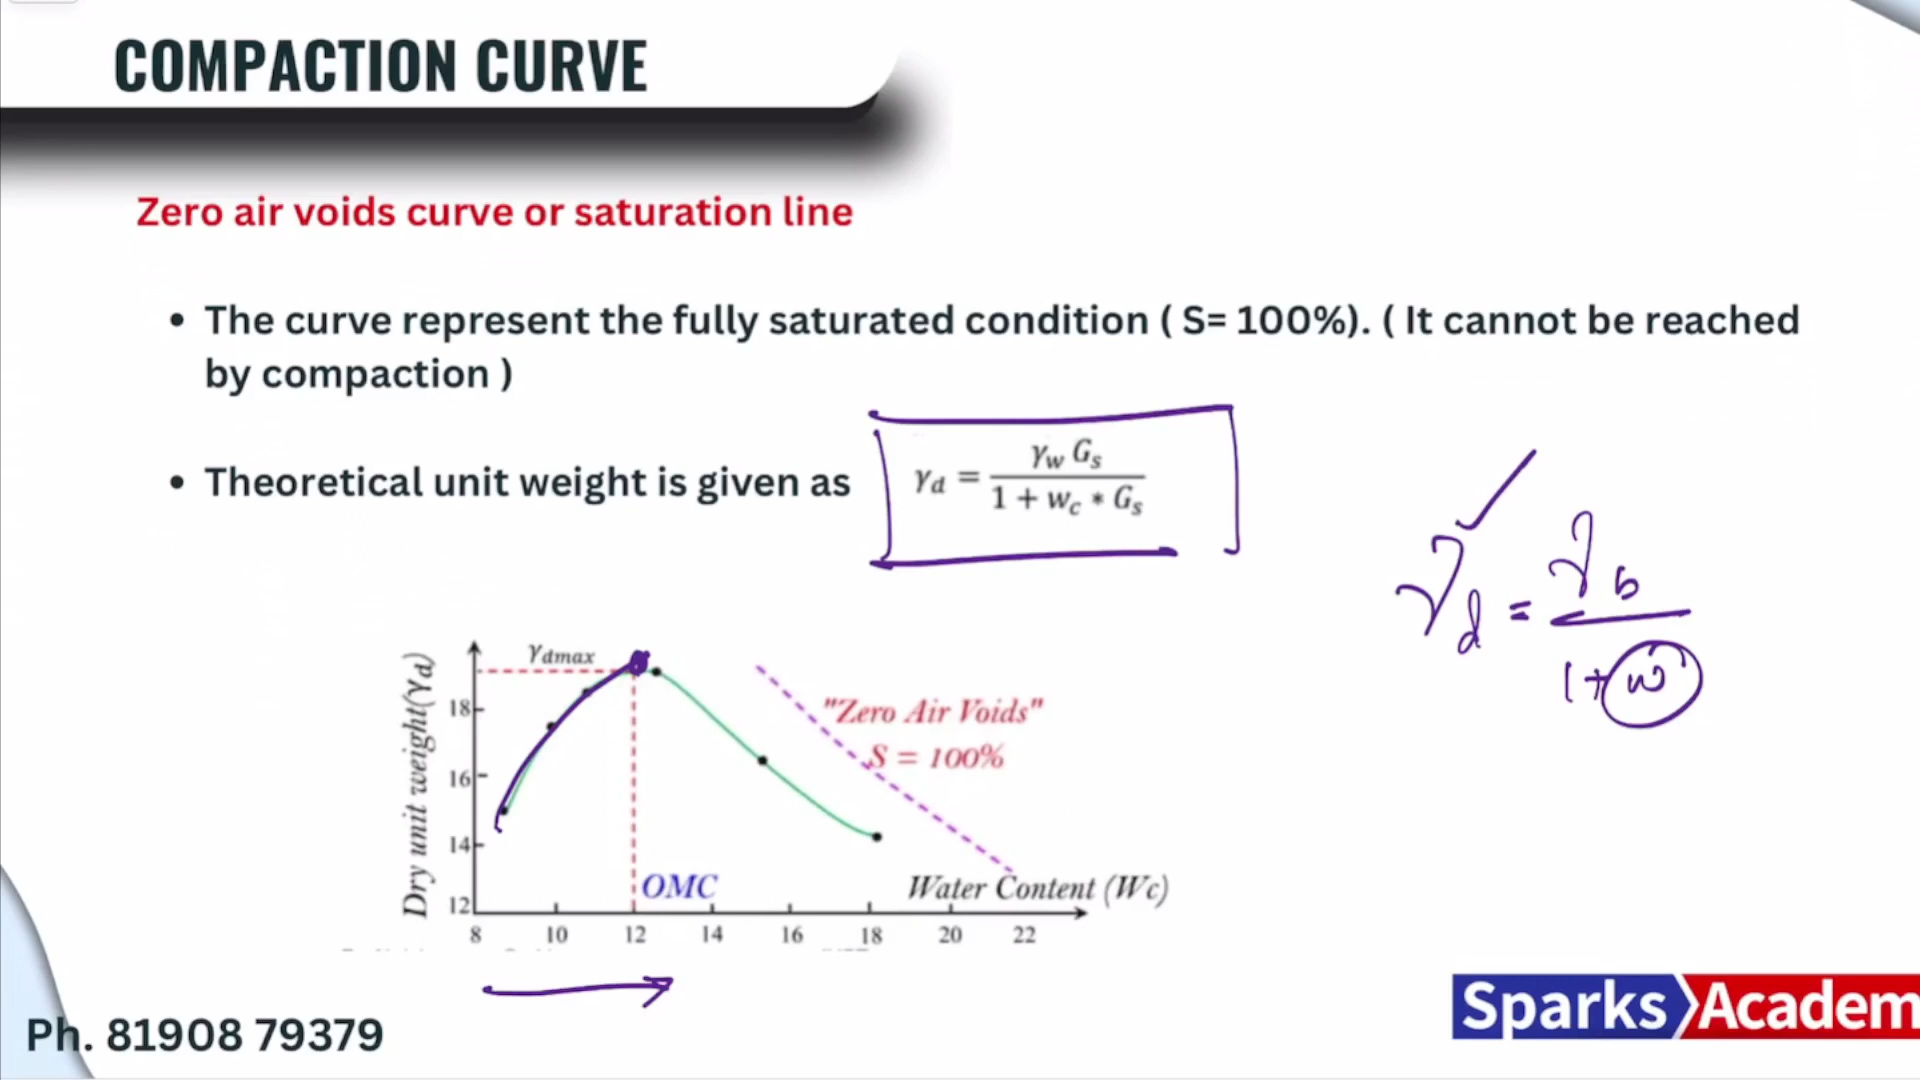 COMPACTION CURVE
Zero air voids curve or saturation line
• The curve represent the fully saturated condition ( S= 100%). ( It cannot be reached
by compaction )
• Theoretical unit weight is given as γd = γw Gs / 1 + wc * Gs
γd = γb / 1+w
γdmax
Dry unit weight(γd)
18
16
14
12
"Zero Air Voids"
S = 100%
OMC
Water Content (Wc)
8 10 12 14 16 18 20 22
Ph. 81908 79379
Sparks Academ